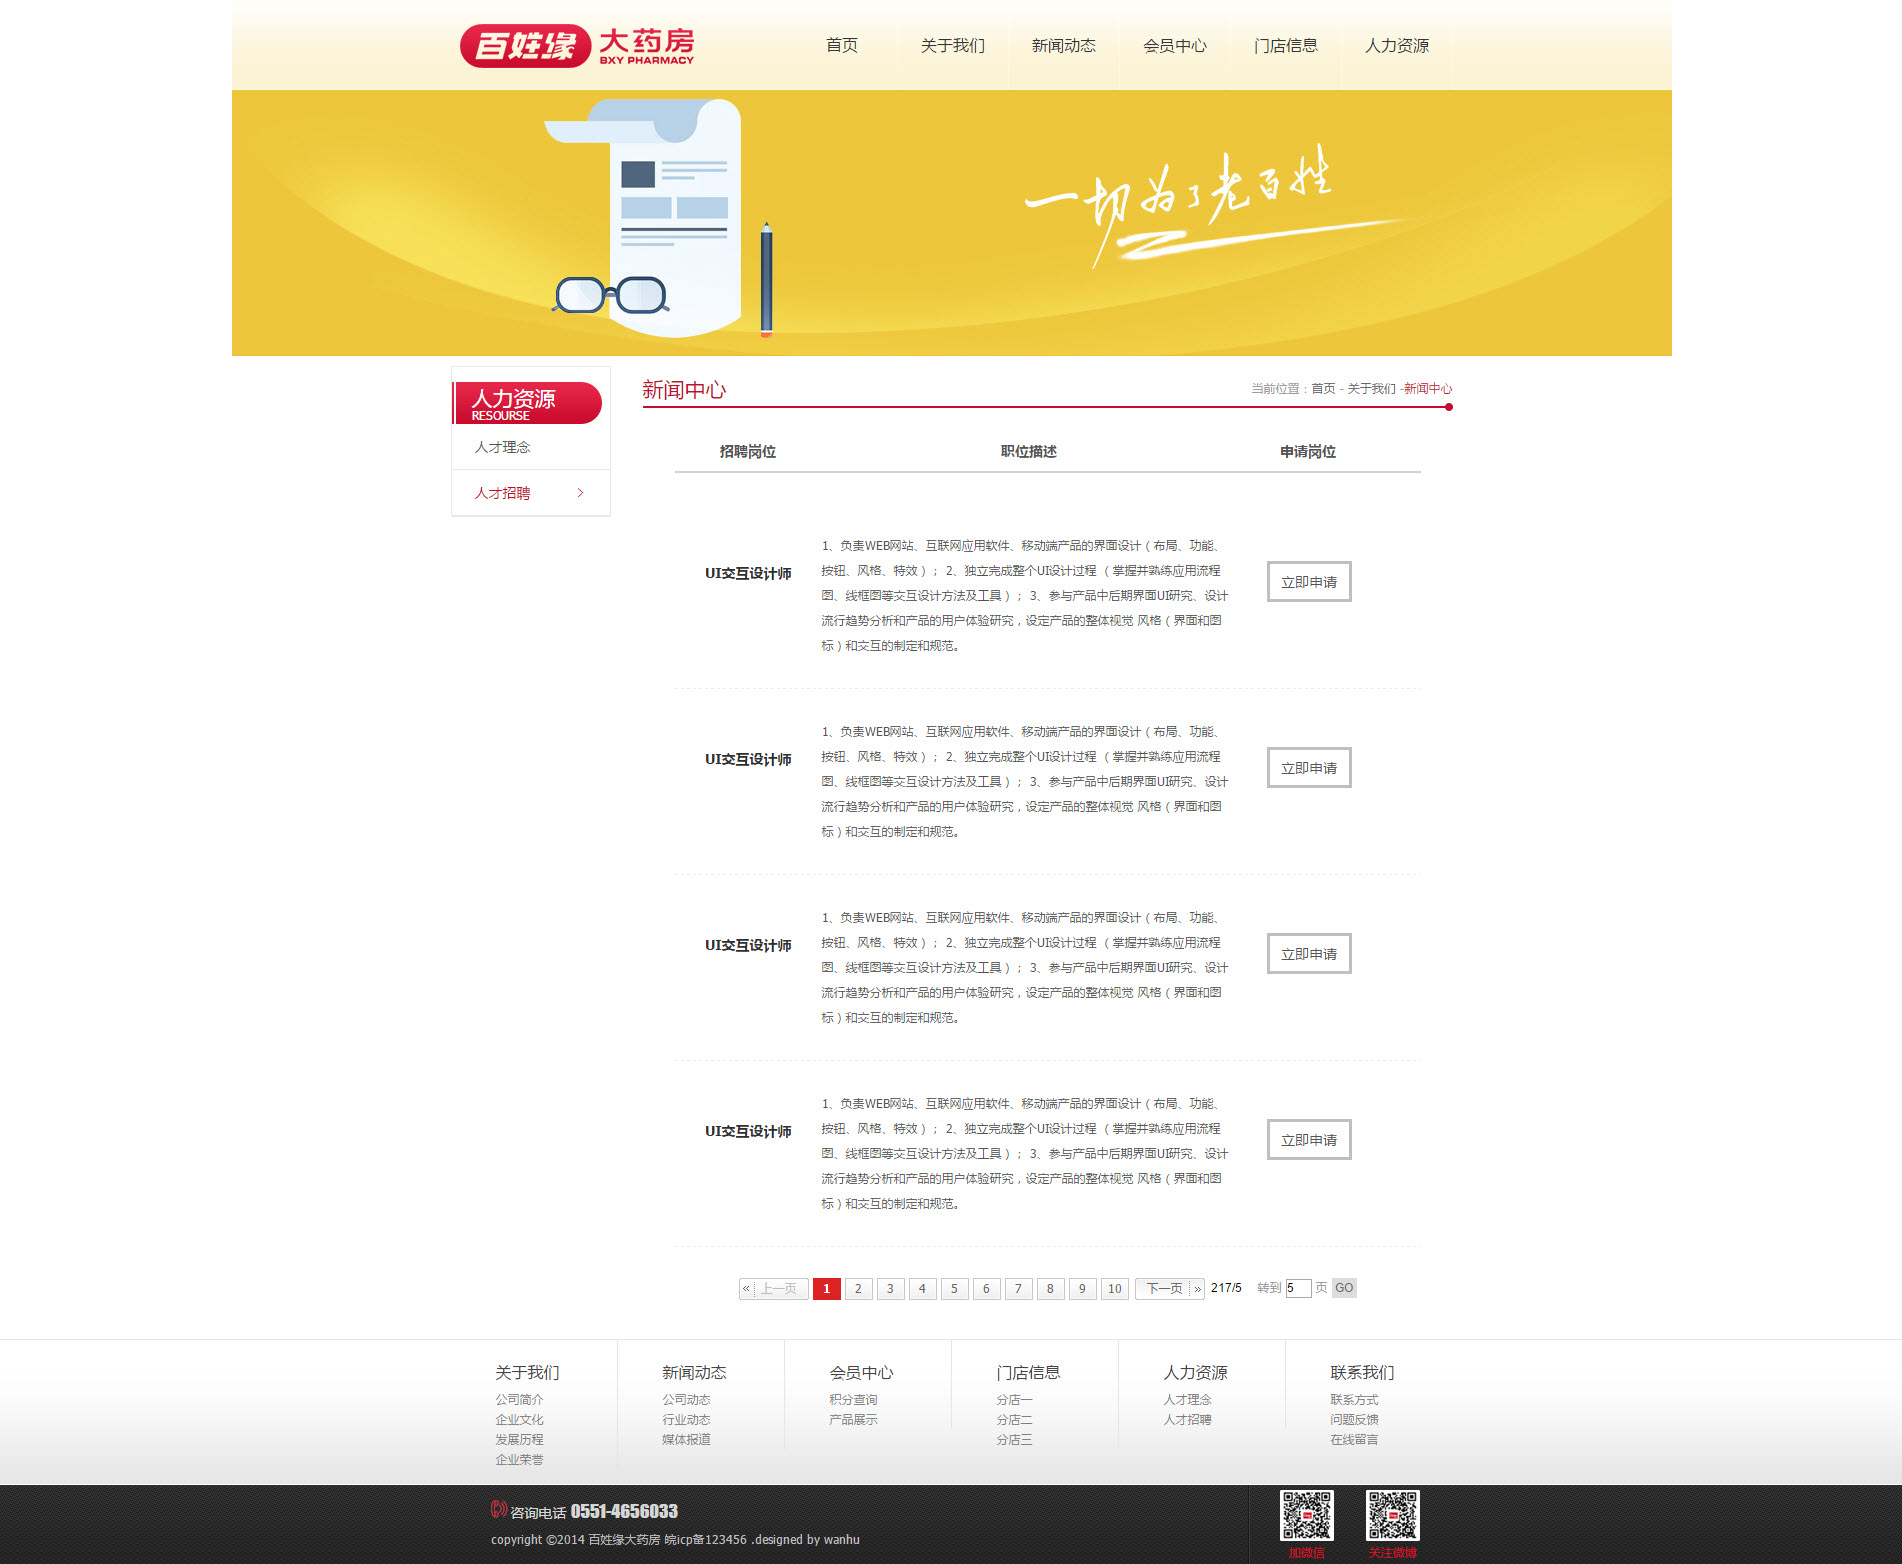 百姓缘 大药房
BXY PHARMACY
首页 关于我们 新闻动态 会员中心 门店信息 人力资源
一切为了老百姓
人力资源
RESOURSE
人才理念
人才招聘
新闻中心
当前位置：首页 - 关于我们 -新闻中心
招聘岗位 职位描述 申请岗位
UI交互设计师
1、负责WEB网站、互联网应用软件、移动端产品的界面设计（布局、功能、
按钮、风格、特效）； 2、独立完成整个UI设计过程 （掌握并熟练应用流程
图、线框图等交互设计方法及工具）； 3、参与产品中后期界面UI研究、设计
流行趋势分析和产品的用户体验研究，设定产品的整体视觉 风格（界面和图
标）和交互的制定和规范。
立即申请
UI交互设计师
1、负责WEB网站、互联网应用软件、移动端产品的界面设计（布局、功能、
按钮、风格、特效）； 2、独立完成整个UI设计过程 （掌握并熟练应用流程
图、线框图等交互设计方法及工具）； 3、参与产品中后期界面UI研究、设计
流行趋势分析和产品的用户体验研究，设定产品的整体视觉 风格（界面和图
标）和交互的制定和规范。
立即申请
UI交互设计师
1、负责WEB网站、互联网应用软件、移动端产品的界面设计（布局、功能、
按钮、风格、特效）； 2、独立完成整个UI设计过程 （掌握并熟练应用流程
图、线框图等交互设计方法及工具）； 3、参与产品中后期界面UI研究、设计
流行趋势分析和产品的用户体验研究，设定产品的整体视觉 风格（界面和图
标）和交互的制定和规范。
立即申请
UI交互设计师
1、负责WEB网站、互联网应用软件、移动端产品的界面设计（布局、功能、
按钮、风格、特效）； 2、独立完成整个UI设计过程 （掌握并熟练应用流程
图、线框图等交互设计方法及工具）； 3、参与产品中后期界面UI研究、设计
流行趋势分析和产品的用户体验研究，设定产品的整体视觉 风格（界面和图
标）和交互的制定和规范。
立即申请
« 上一页 1 2 3 4 5 6 7 8 9 10 下一页 » 217/5 转到 5 页 GO
关于我们
公司简介
企业文化
发展历程
企业荣誉
新闻动态
公司动态
行业动态
媒体报道
会员中心
积分查询
产品展示
门店信息
分店一
分店二
分店三
人力资源
人才理念
人才招聘
联系我们
联系方式
问题反馈
在线留言
咨询电话 0551-4656033
copyright ©2014 百姓缘大药房 皖icp备123456 .designed by wanhu
加微信 关注微博